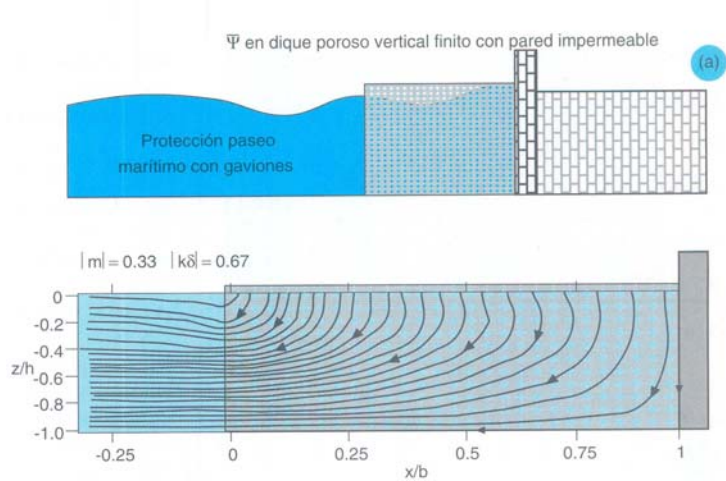 Ψ en dique poroso vertical finito con pared impermeable
(a)
Protección paseo
marítimo con gaviones
|m| = 0.33 |kδ| = 0.67
0
-0.2
-0.4
z/h
-0.6
-0.8
-1.0
-0.25 0 0.25 0.5 0.75 1
x/b